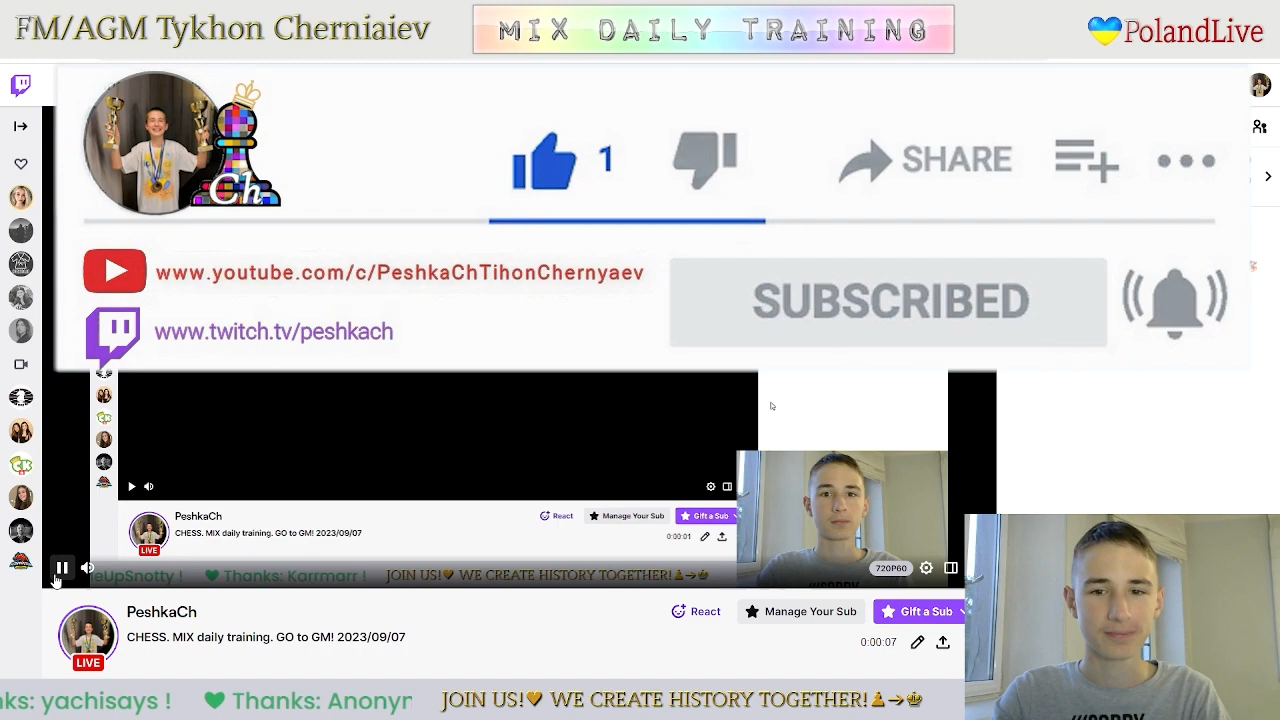 FM/AGM Tykhon Cherniaiev
MIX DAILY TRAINING
PolandLive
Ch
1
SHARE
www.youtube.com/c/PeshkaChTihonChernyaev
SUBSCRIBED
www.twitch.tv/peshkach
PeshkaCh
React
Manage Your Sub
Gift a Sub
LIVE
CHESS. MIX daily training. GO to GM! 2023/09/07
0:00:01
eUpSnotty !
Thanks: Karrmarr !
JOIN US! WE CREATE HISTORY TOGETHER!
720P60
PeshkaCh
React
Manage Your Sub
Gift a Sub
CHESS. MIX daily training. GO to GM! 2023/09/07
0:00:07
LIVE
nks: yachisays !
Thanks: Anonyr
JOIN US! WE CREATE HISTORY TOGETHER!